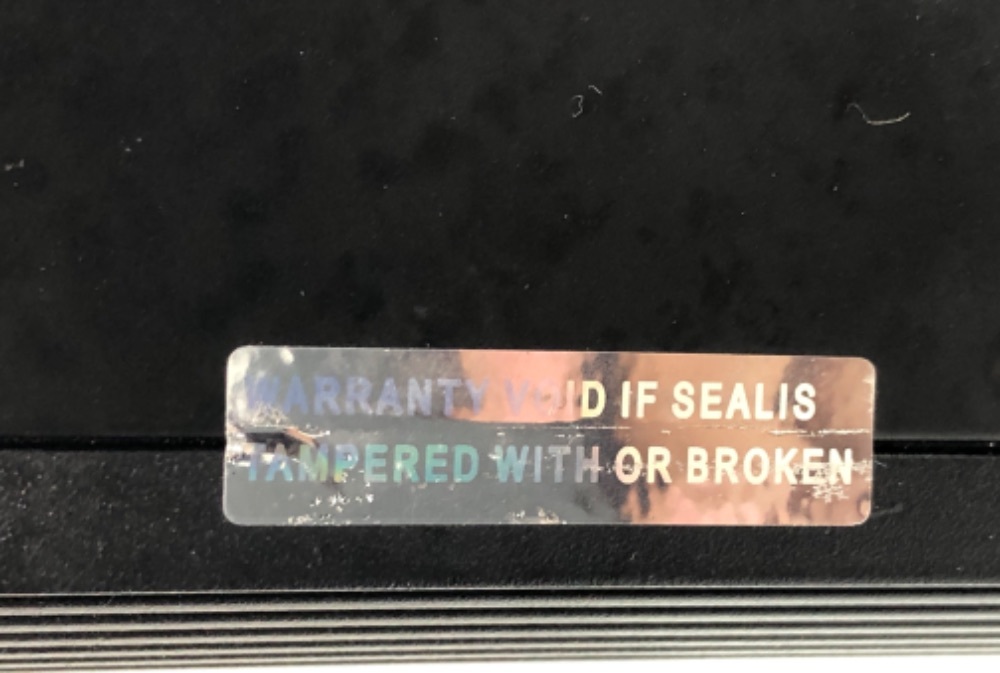 WARRANTY VOID IF SEALIS
TAMPERED WITH OR BROKEN